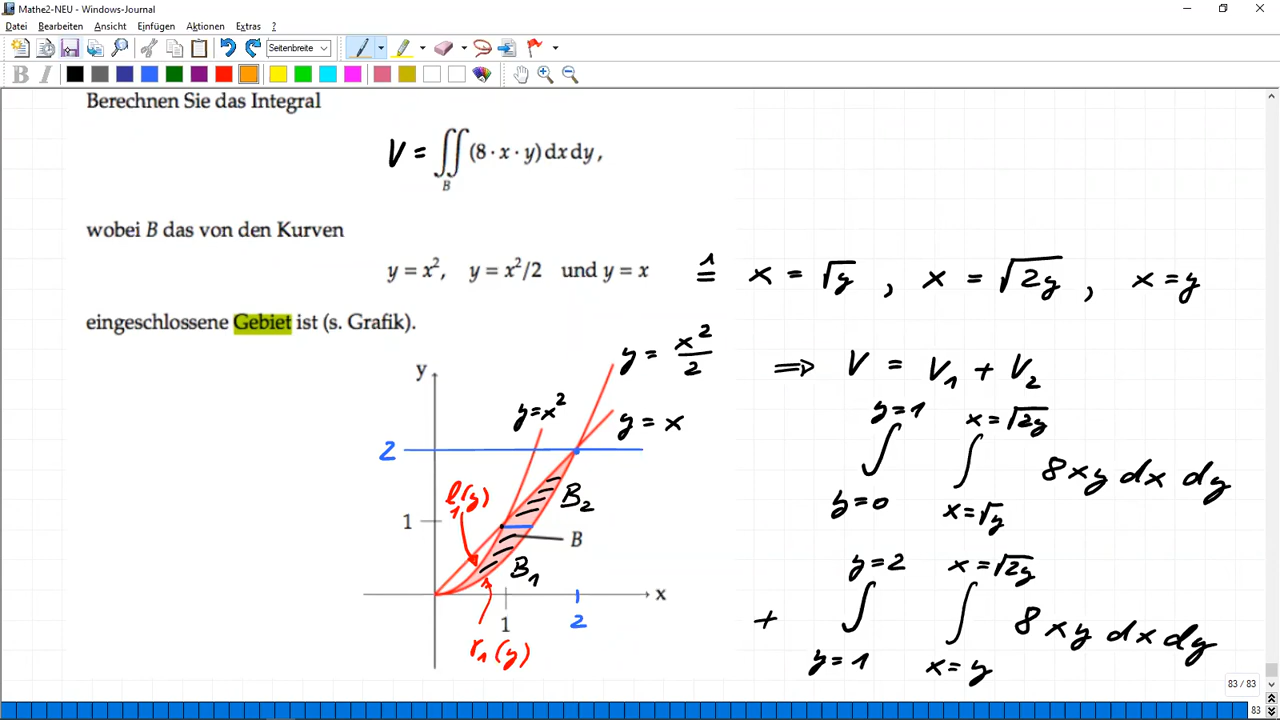 Mathe2-NEU - Windows-Journal
Datei Bearbeiten Ansicht Einfügen Aktionen Extras ?
Seitenbreite
B I
Berechnen Sie das Integral
V = ∬ (8 · x · y) dx dy ,
B
wobei B das von den Kurven
y = x², y = x²/2 und y = x ≙ x = √y , x = √2y , x = y
eingeschlossene Gebiet ist (s. Grafik).
y
y = x²/2
y = x²
y = x
2
l₁(y)
B₂
1
B
B₁
x
1
2
r₁(y)
⟹ V = V₁ + V₂
y=1 x=√2y
∫ ∫ 8xy dx dy
y=0 x=√y
y=2 x=√2y
+ ∫ ∫ 8xy dx dy
y=1 x=y
83 / 83
83